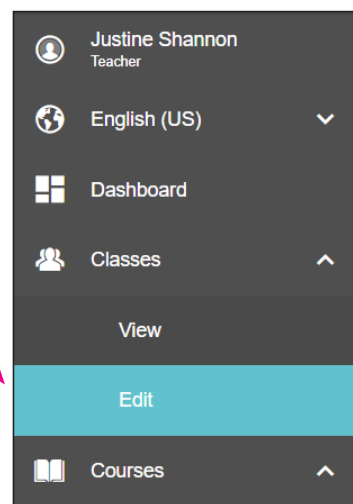 Justine Shannon
Teacher
English (US)
Dashboard
Classes
View
Edit
Courses